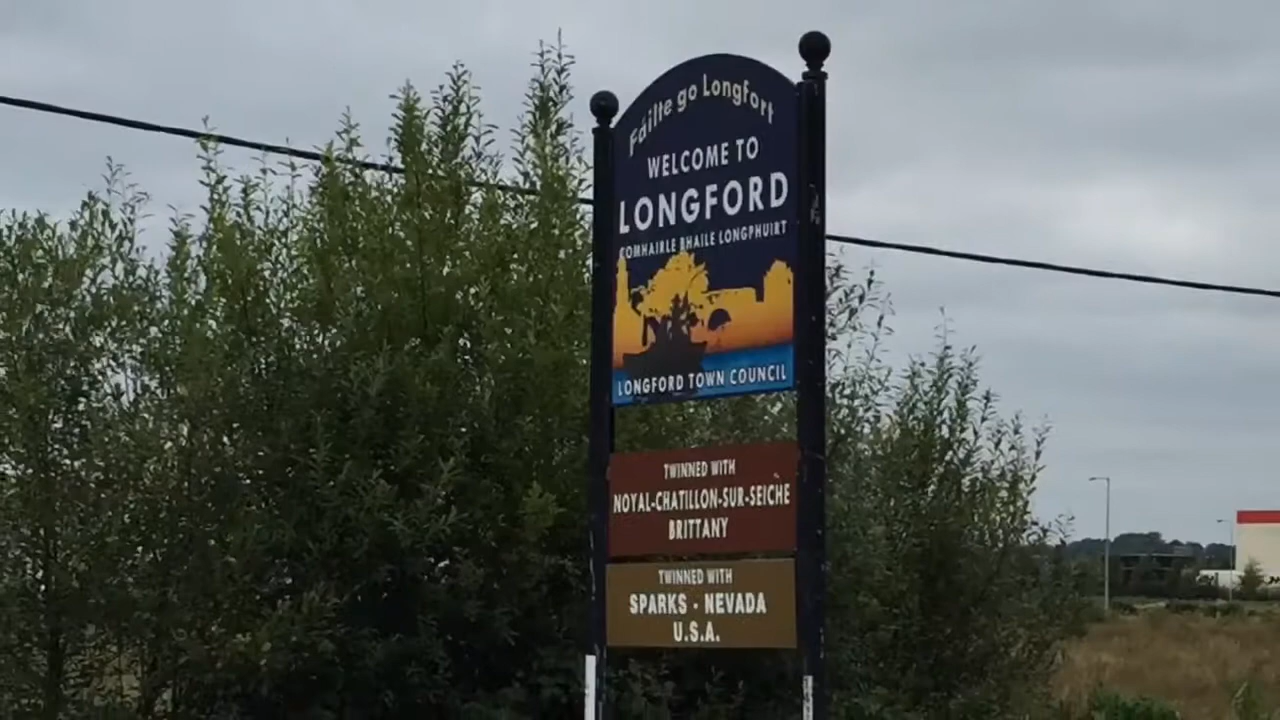 Fáilte go Longfort
WELCOME TO
LONGFORD
COMHAIRLE BHAILE LONGPHUIRT
LONGFORD TOWN COUNCIL
TWINNED WITH
NOYAL-CHATILLON-SUR-SEICHE
BRITTANY
TWINNED WITH
SPARKS - NEVADA
U.S.A.